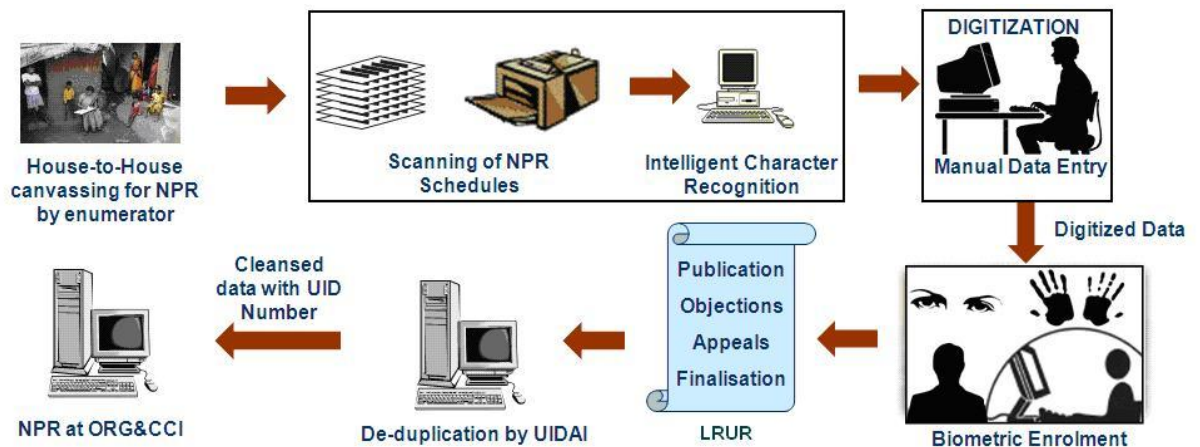 House-to-House
canvassing for NPR
by enumerator
Scanning of NPR
Schedules
Intelligent Character
Recognition
DIGITIZATION
Manual Data Entry
Digitized Data
Biometric Enrolment
Publication
Objections
Appeals
Finalisation
LRUR
De-duplication by UIDAI
Cleansed
data with UID
Number
NPR at ORG&CCI